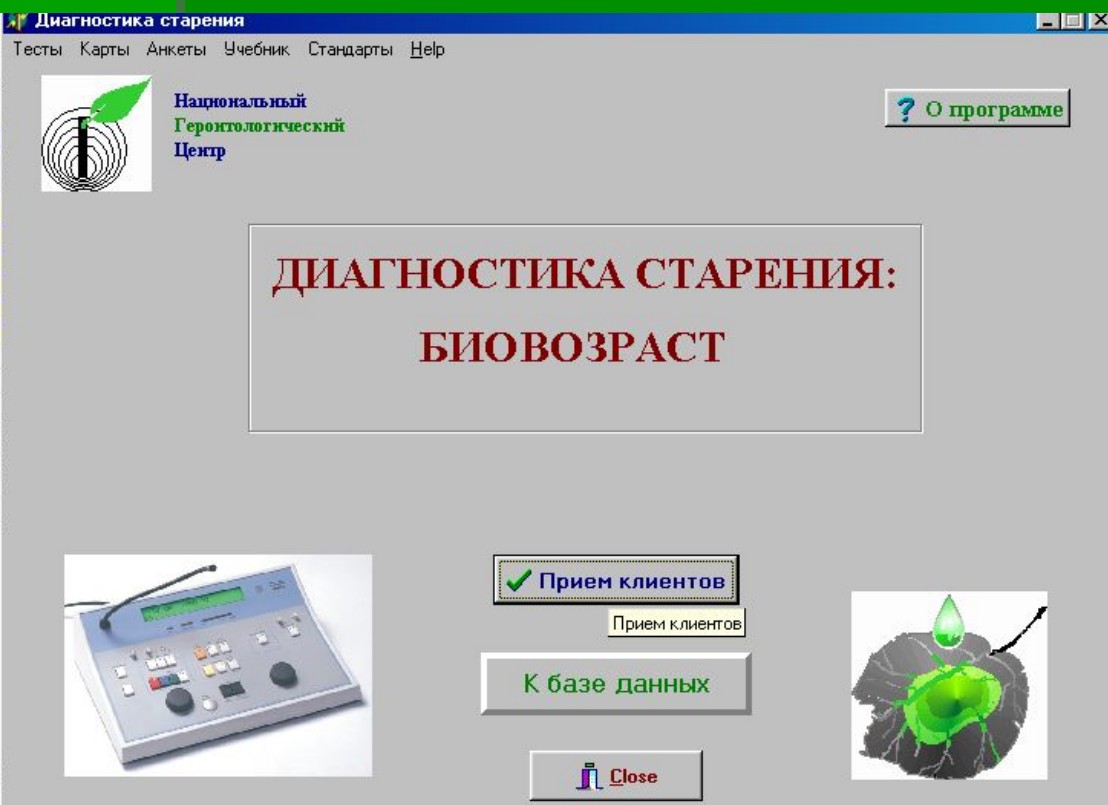 Диагностика старения
Тесты Карты Анкеты Учебник Стандарты Help
Национальный
Геронтологический
Центр
? О программе
ДИАГНОСТИКА СТАРЕНИЯ:
БИОВОЗРАСТ
Прием клиентов
Прием клиентов
К базе данных
Close